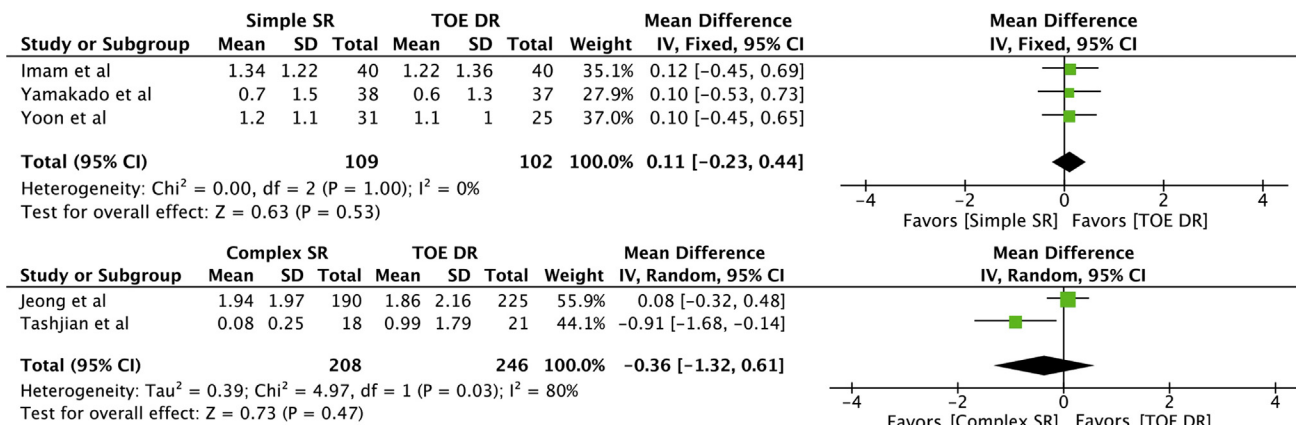 Simple SR TOE DR Mean Difference Mean Difference
Study or Subgroup Mean SD Total Mean SD Total Weight IV, Fixed, 95% CI IV, Fixed, 95% CI
Imam et al 1.34 1.22 40 1.22 1.36 40 35.1% 0.12 [−0.45, 0.69]
Yamakado et al 0.7 1.5 38 0.6 1.3 37 27.9% 0.10 [−0.53, 0.73]
Yoon et al 1.2 1.1 31 1.1 1 25 37.0% 0.10 [−0.45, 0.65]
Total (95% CI) 109 102 100.0% 0.11 [−0.23, 0.44]
Heterogeneity: Chi² = 0.00, df = 2 (P = 1.00); I² = 0%
Test for overall effect: Z = 0.63 (P = 0.53)
−4 −2 0 2 4
Favors [Simple SR] Favors [TOE DR]
Complex SR TOE DR Mean Difference Mean Difference
Study or Subgroup Mean SD Total Mean SD Total Weight IV, Random, 95% CI IV, Random, 95% CI
Jeong et al 1.94 1.97 190 1.86 2.16 225 55.9% 0.08 [−0.32, 0.48]
Tashjian et al 0.08 0.25 18 0.99 1.79 21 44.1% −0.91 [−1.68, −0.14]
Total (95% CI) 208 246 100.0% −0.36 [−1.32, 0.61]
Heterogeneity: Tau² = 0.39; Chi² = 4.97, df = 1 (P = 0.03); I² = 80%
Test for overall effect: Z = 0.73 (P = 0.47)
−4 −2 0 2 4
Favors [Complex SR] Favors [TOE DR]